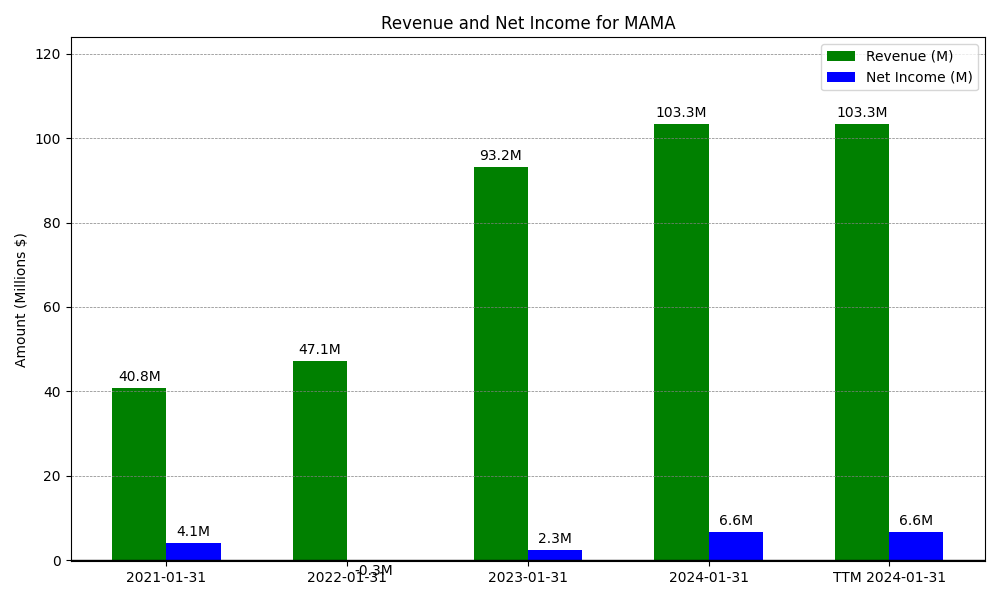 Revenue and Net Income for MAMA
Revenue (M)
Net Income (M)
Amount (Millions $)
120
100
80
60
40
20
0
40.8M
4.1M
47.1M
-0.3M
93.2M
2.3M
103.3M
6.6M
103.3M
6.6M
2021-01-31
2022-01-31
2023-01-31
2024-01-31
TTM 2024-01-31